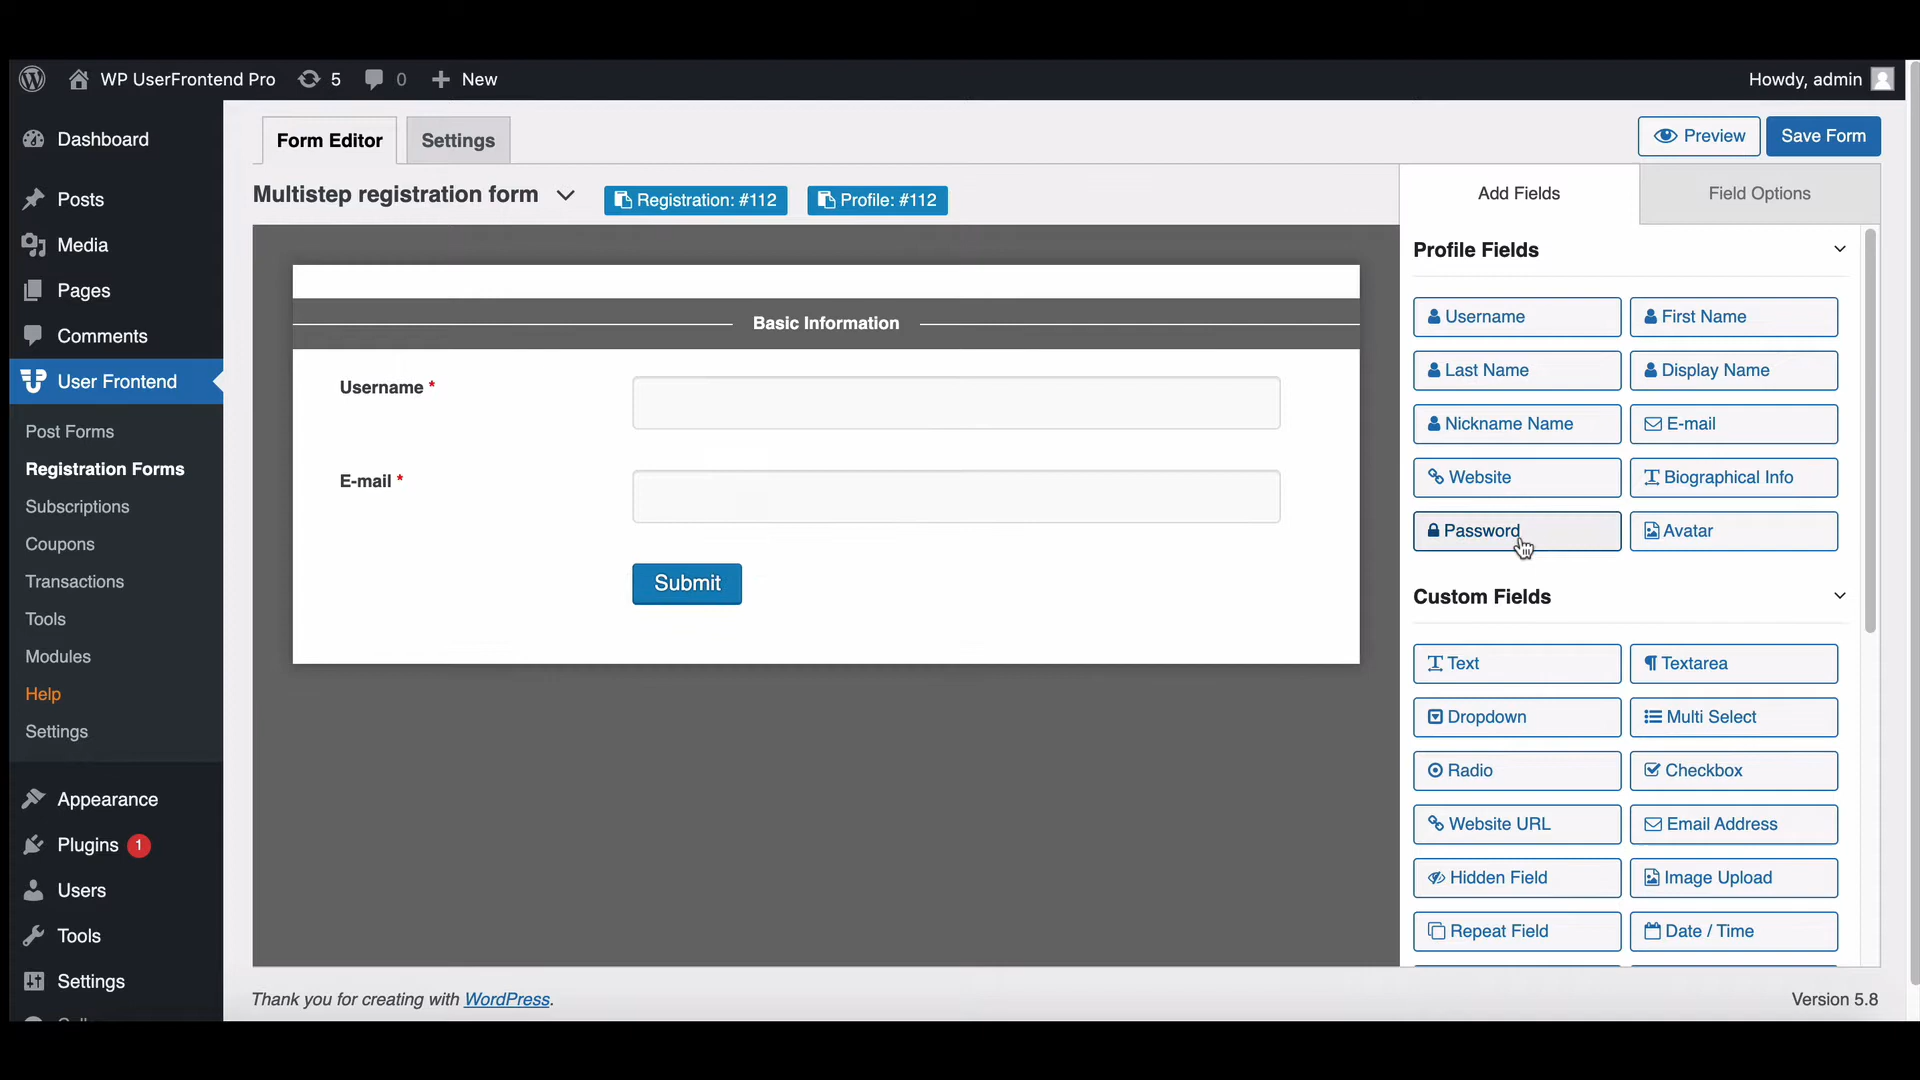 WP UserFrontend Pro 5 0 New
Howdy, admin
Dashboard
Posts
Media
Pages
Comments
User Frontend
Post Forms
Registration Forms
Subscriptions
Coupons
Transactions
Tools
Modules
Help
Settings
Appearance
Plugins 1
Users
Tools
Settings
Form Editor Settings
Preview Save Form
Multistep registration form Registration: #112 Profile: #112
Basic Information
Username *
E-mail *
Submit
Add Fields Field Options
Profile Fields
Username First Name
Last Name Display Name
Nickname Name E-mail
Website Biographical Info
Password Avatar
Custom Fields
Text Textarea
Dropdown Multi Select
Radio Checkbox
Website URL Email Address
Hidden Field Image Upload
Repeat Field Date / Time
Thank you for creating with WordPress.
Version 5.8